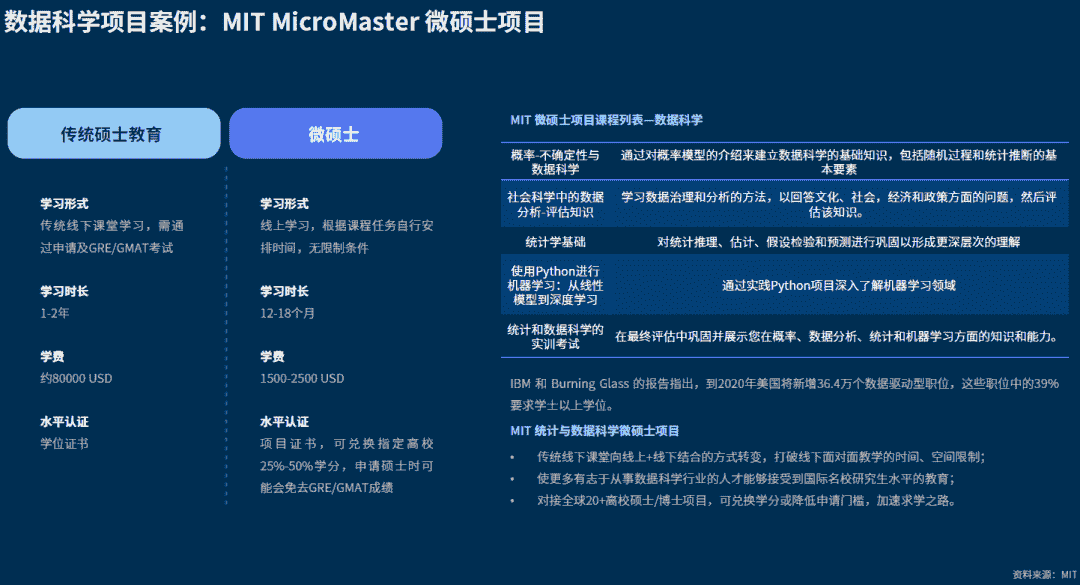 数据科学项目案例：MIT MicroMaster 微硕士项目
传统硕士教育
学习形式
传统线下课堂学习，需通
过申请及GRE/GMAT考试
学习时长
1-2年
学费
约80000 USD
水平认证
学位证书
微硕士
学习形式
线上学习，根据课程任务自行安
排时间，无限制条件
学习时长
12-18个月
学费
1500-2500 USD
水平认证
项目证书，可兑换指定高校
25%-50%学分，申请硕士时可
能会免去GRE/GMAT成绩
MIT 微硕士项目课程列表—数据科学
概率-不确定性与
数据科学
通过对概率模型的介绍来建立数据科学的基础知识，包括随机过程和统计推断的基
本要素
社会科学中的数据
分析-评估知识
学习数据治理和分析的方法，以回答文化、社会，经济和政策方面的问题，然后评
估该知识。
统计学基础
对统计推理、估计、假设检验和预测进行巩固以形成更深层次的理解
使用Python进行
机器学习：从线性
模型到深度学习
通过实践Python项目深入了解机器学习领域
统计和数据科学的
实训考试
在最终评估中巩固并展示您在概率、数据分析、统计和机器学习方面的知识和能力。
IBM 和 Burning Glass 的报告指出，到2020年美国将新增36.4万个数据驱动型职位，这些职位中的39%
要求学士以上学位。
MIT 统计与数据科学微硕士项目
• 传统线下课堂向线上+线下结合的方式转变，打破线下面对面教学的时间、空间限制；
• 使更多有志于从事数据科学行业的人才能够接受到国际名校研究生水平的教育；
• 对接全球20+高校硕士/博士项目，可兑换学分或降低申请门槛，加速求学之路。
资料来源：MIT